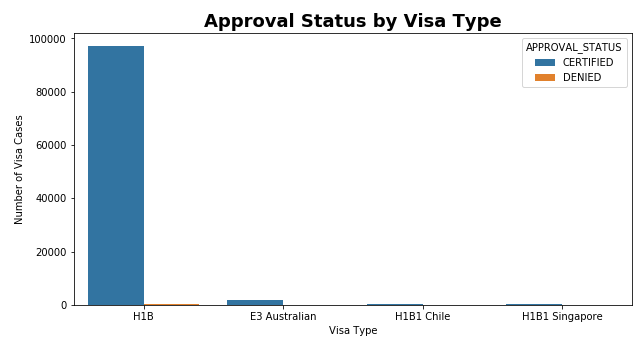 Approval Status by Visa Type
APPROVAL_STATUS
CERTIFIED
DENIED
Number of Visa Cases
100000
80000
60000
40000
20000
0
H1B
E3 Australian
H1B1 Chile
H1B1 Singapore
Visa Type